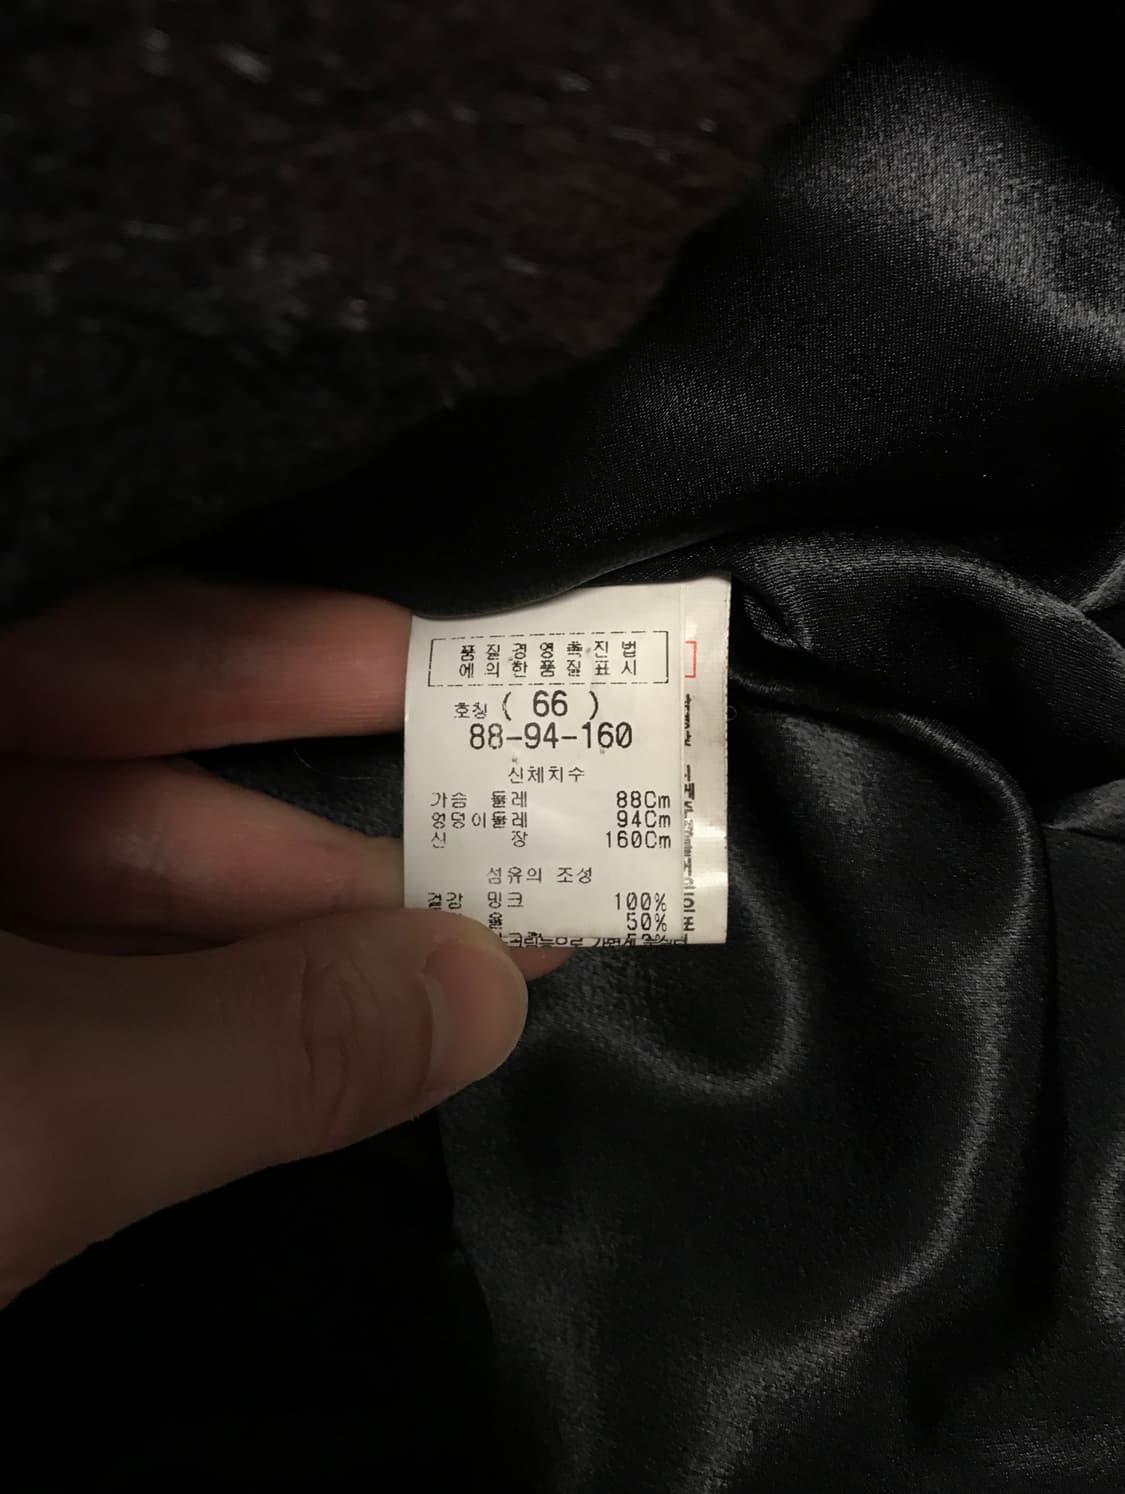 품 질 경 영 촉 진 법
에 의 한 품 질 표 시
호칭 ( 66 )
88-94-160
신체치수
가슴 둘레 88Cm
엉덩이둘레 94Cm
신 장 160Cm
섬유의 조성
겉감 밍크 100%
울 50%